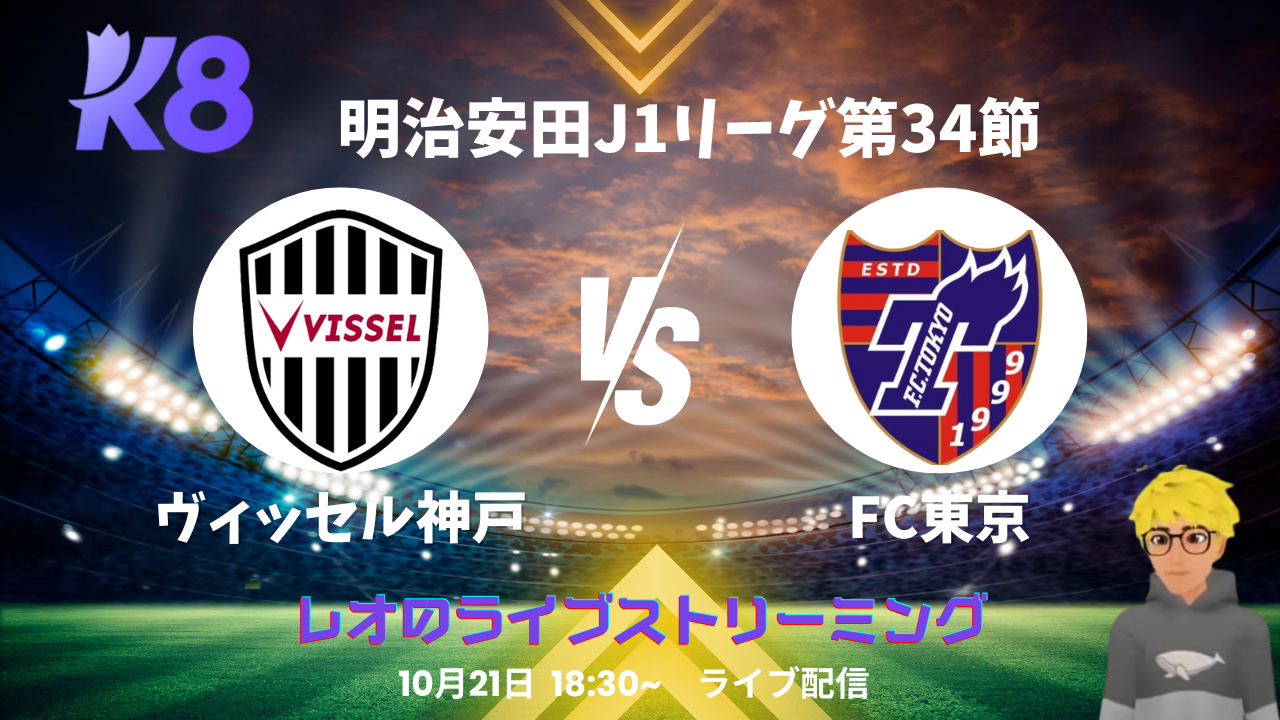 K8
明治安田J1リーグ第34節
VISSEL
VS
ESTD
F.C.TOKYO
1999
ヴィッセル神戸
FC東京
レオのライブストリーミング
10月21日 18:30~ ライブ配信